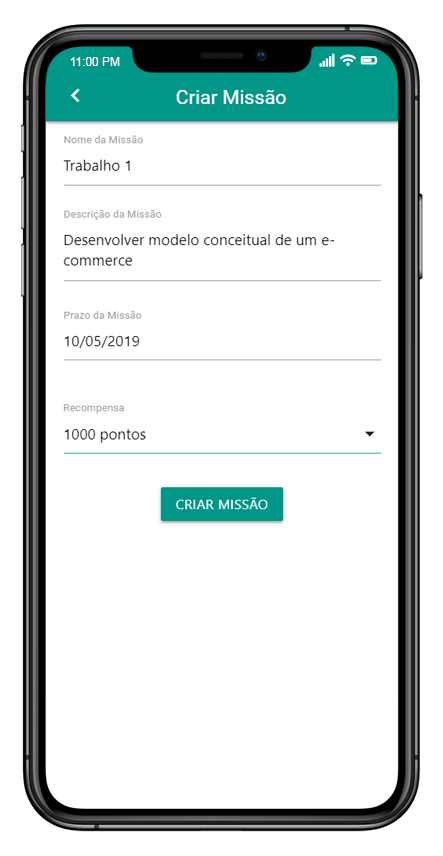 11:00 PM
Criar Missão
Nome da Missão
Trabalho 1
Descrição da Missão
Desenvolver modelo conceitual de um e-
commerce
Prazo da Missão
10/05/2019
Recompensa
1000 pontos
CRIAR MISSÃO